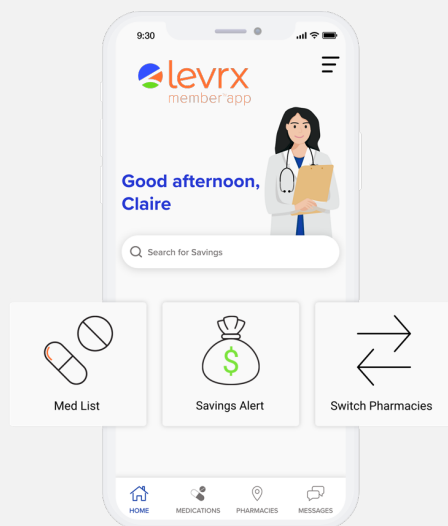 9:30
levrx
member app
Good afternoon,
Claire
Search for Savings
Med List
$
Savings Alert
Switch Pharmacies
HOME
MEDICATIONS
PHARMACIES
MESSAGES